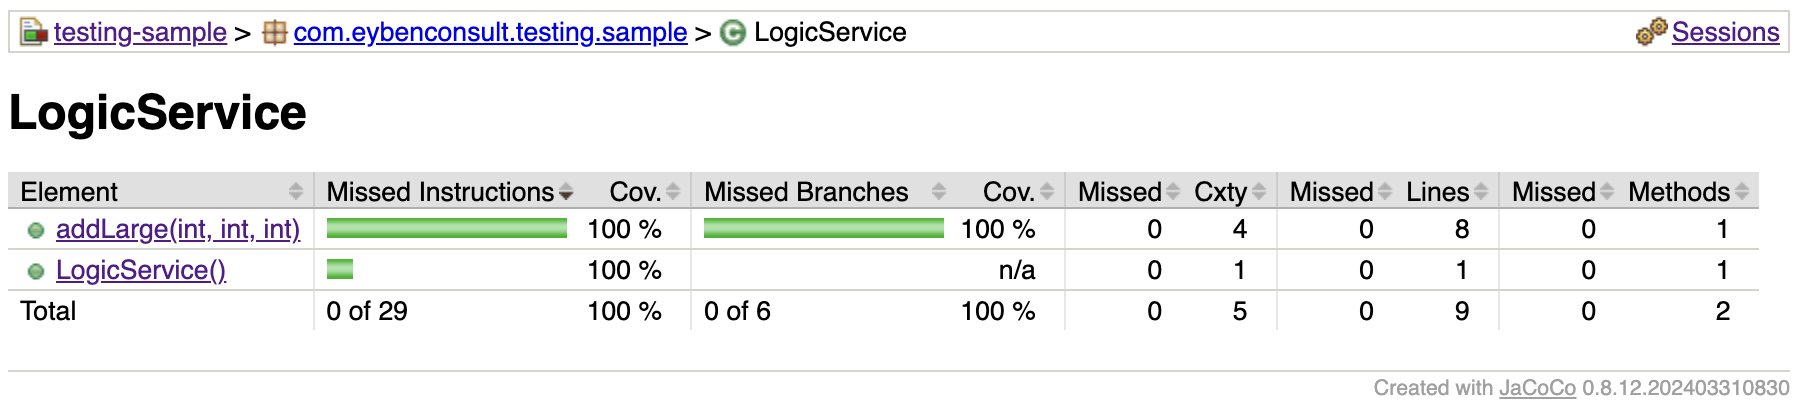 testing-sample > com.eybenconsult.testing.sample > C LogicService Sessions
LogicService
Element Missed Instructions Cov. Missed Branches Cov. Missed Cxty Missed Lines Missed Methods
addLarge(int, int, int) 100 % 100 % 0 4 0 8 0 1
LogicService() 100 % n/a 0 1 0 1 0 1
Total 0 of 29 100 % 0 of 6 100 % 0 5 0 9 0 2
Created with JaCoCo 0.8.12.202403310830